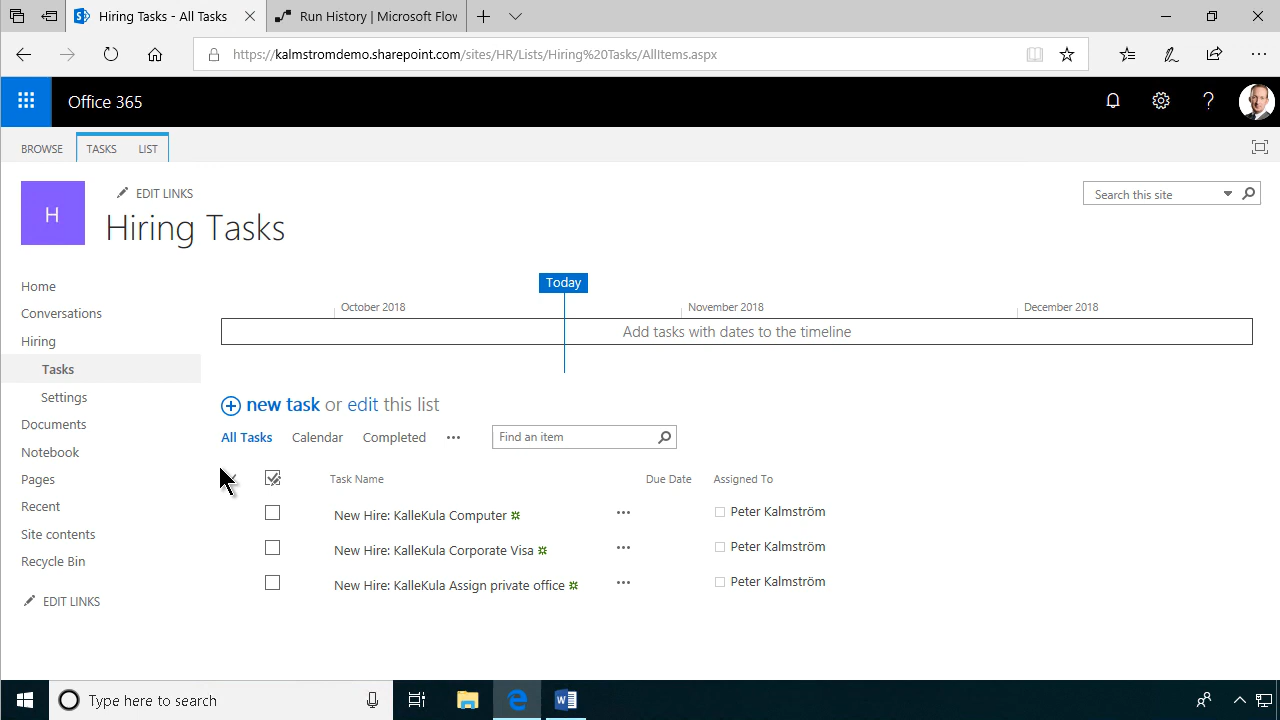 Hiring Tasks - All Tasks
Run History | Microsoft Flow
https://kalmstromdemo.sharepoint.com/sites/HR/Lists/Hiring%20Tasks/AllItems.aspx
Office 365
BROWSE TASKS LIST
H
EDIT LINKS
Search this site
Hiring Tasks
Home
Conversations
Hiring
Tasks
Settings
Documents
Notebook
Pages
Recent
Site contents
Recycle Bin
EDIT LINKS
Today
October 2018 November 2018 December 2018
Add tasks with dates to the timeline
new task or edit this list
All Tasks Calendar Completed ... Find an item
Task Name Due Date Assigned To
New Hire: KalleKula Computer ... Peter Kalmström
New Hire: KalleKula Corporate Visa ... Peter Kalmström
New Hire: KalleKula Assign private office ... Peter Kalmström
Type here to search